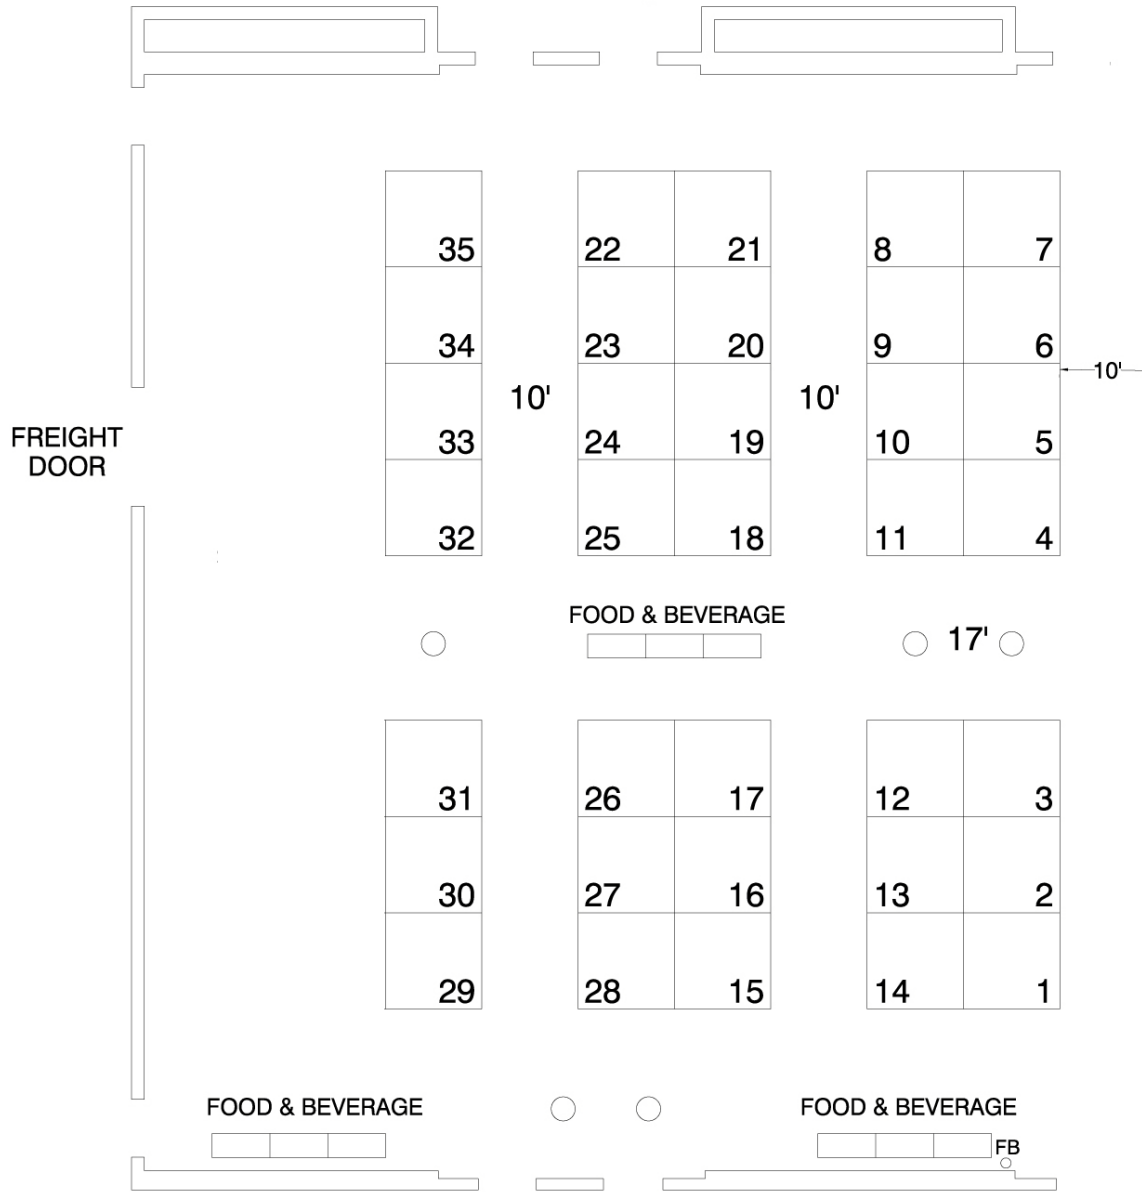 35 22 21 8 7
34 23 20 9 6
10' 10' 10'
FREIGHT
DOOR
33 24 19 10 5
32 25 18 11 4
FOOD & BEVERAGE
17'
31 26 17 12 3
30 27 16 13 2
29 28 15 14 1
FOOD & BEVERAGE FOOD & BEVERAGE
FB